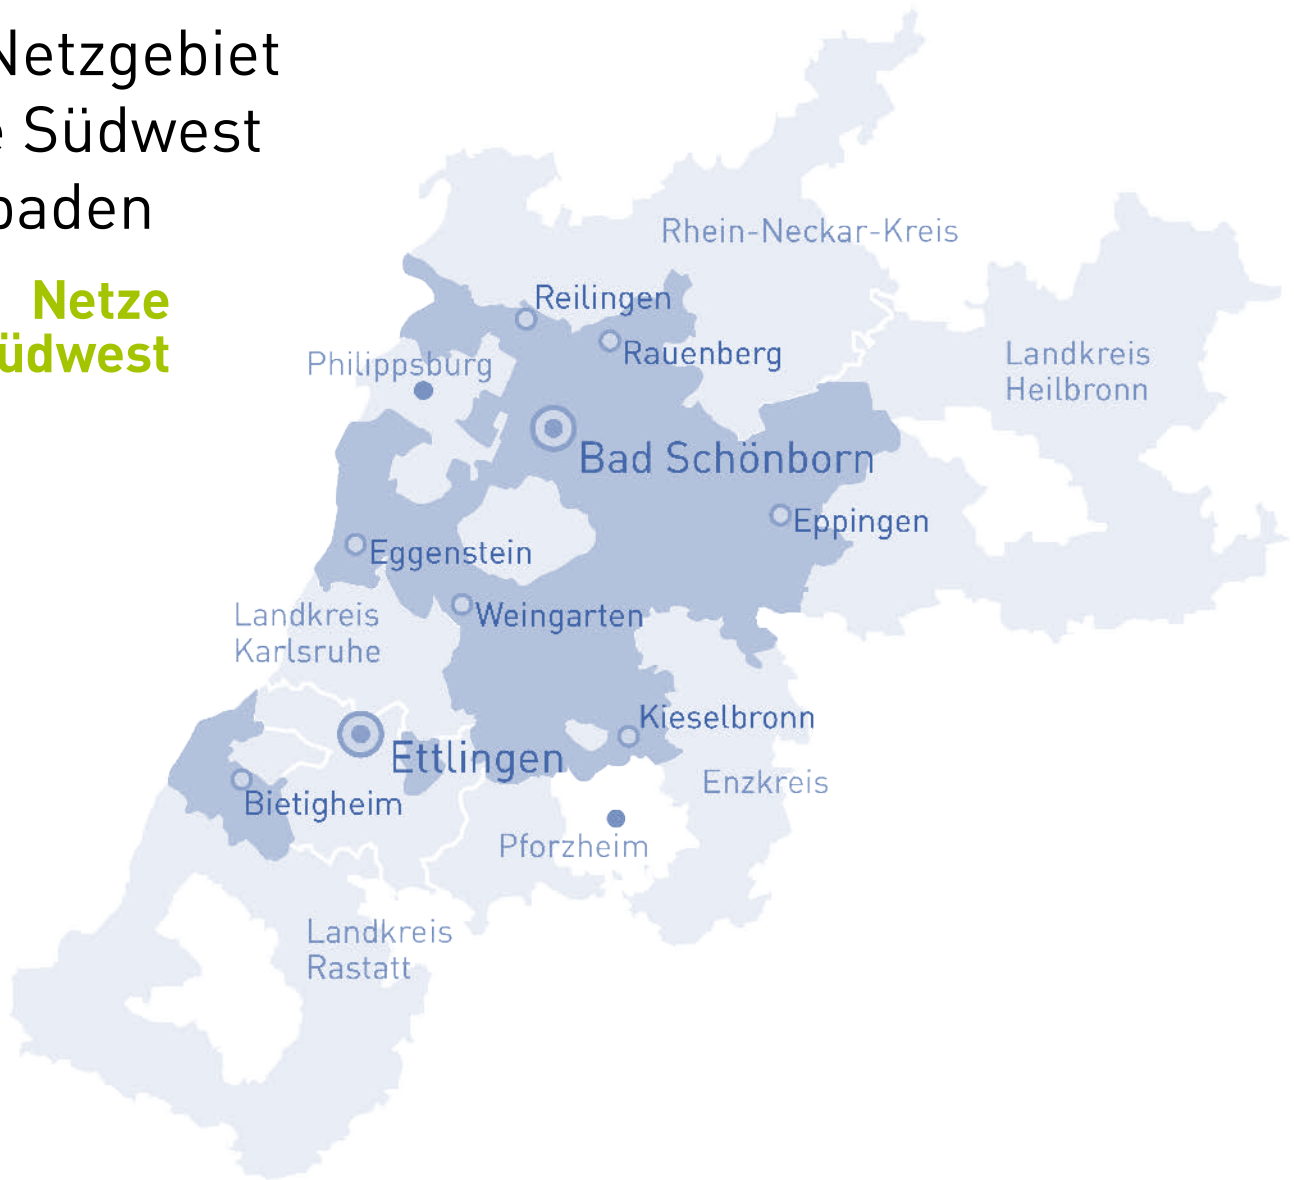 Netzgebiet
e Südwest
baden
Netze
üdwest
Rhein-Neckar-Kreis
Reilingen
Rauenberg
Philippsburg
Landkreis
Heilbronn
Bad Schönborn
Eppingen
Eggenstein
Landkreis
Karlsruhe
Weingarten
Kieselbronn
Ettlingen
Enzkreis
Bietigheim
Pforzheim
Landkreis
Rastatt